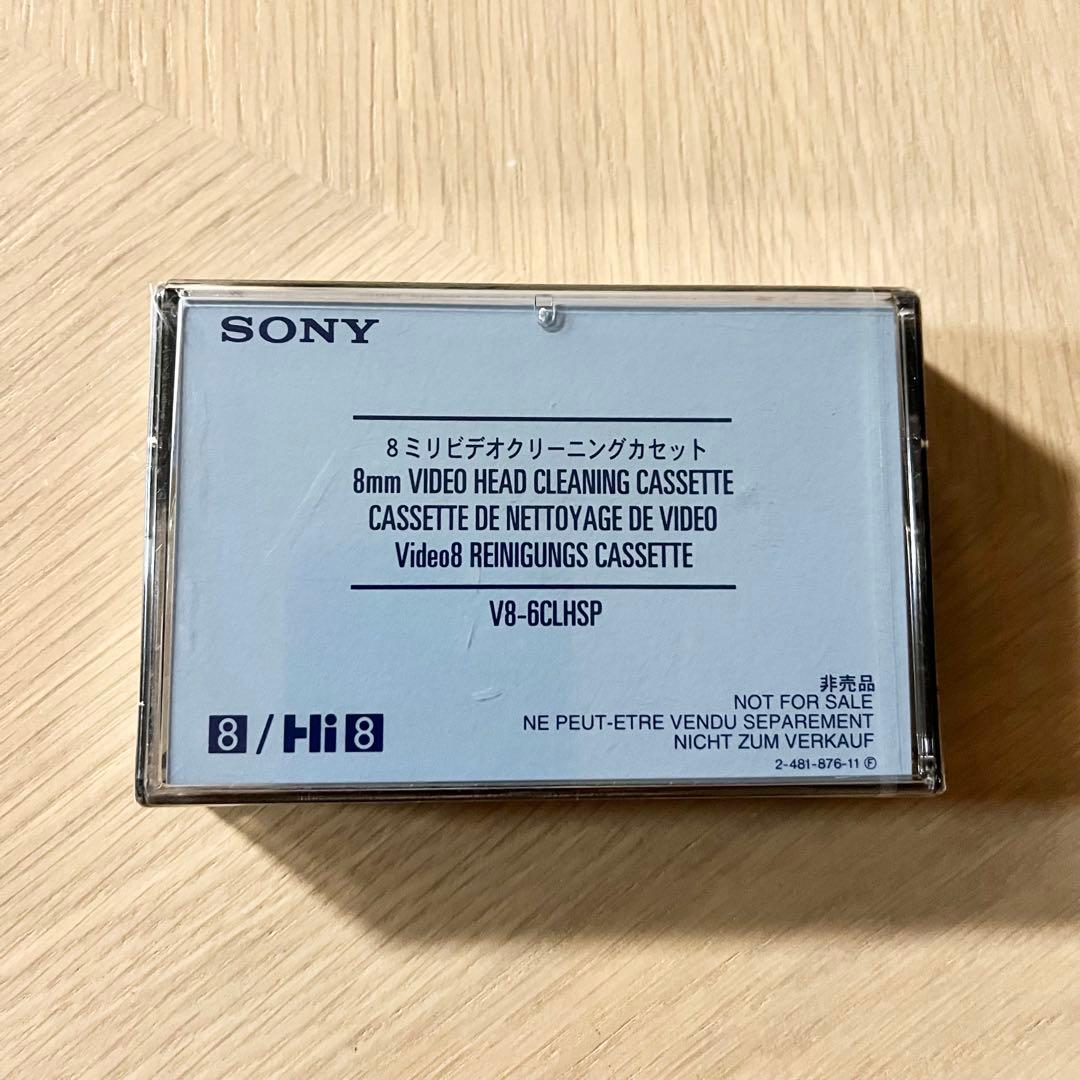 SONY
8ミリビデオクリーニングカセット
8mm VIDEO HEAD CLEANING CASSETTE
CASSETTE DE NETTOYAGE DE VIDEO
Video8 REINIGUNGS CASSETTE
V8-6CLHSP
8 / Hi8
非売品
NOT FOR SALE
NE PEUT-ETRE VENDU SEPAREMENT
NICHT ZUM VERKAUF
2-481-876-11 Ⓕ